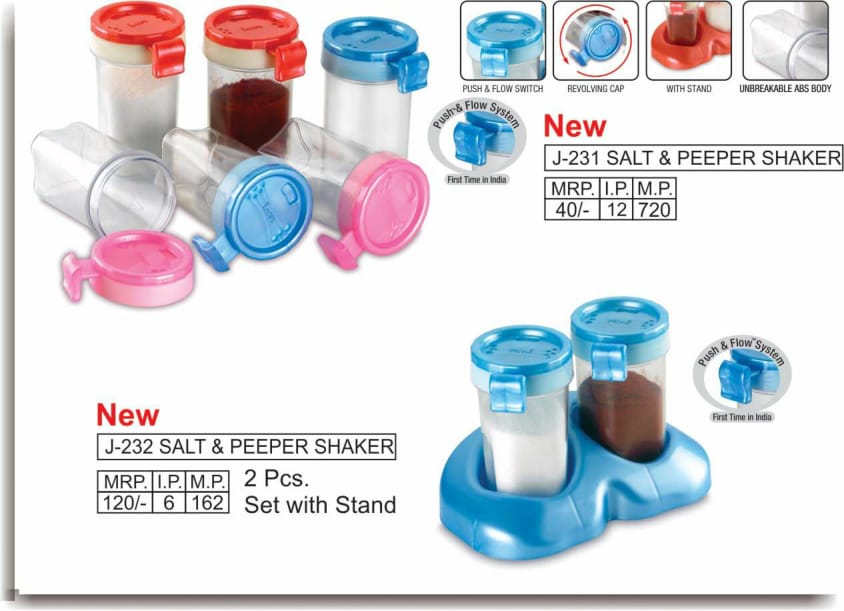 PUSH & FLOW SWITCH
REVOLVING CAP
WITH STAND
UNBREAKABLE ABS BODY
Push & Flow System
First Time in India
New
J-231 SALT & PEEPER SHAKER
MRP. I.P. M.P.
40/- 12 720
Push & Flow System
First Time in India
New
J-232 SALT & PEEPER SHAKER
MRP. I.P. M.P.
120/- 6 162
2 Pcs.
Set with Stand